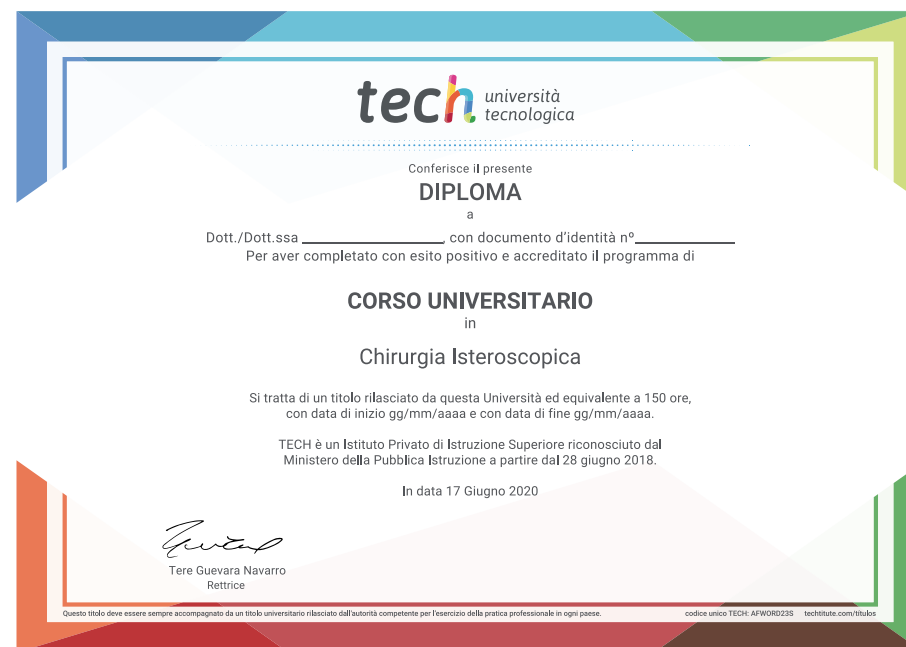 tech università
tecnologica
Conferisce il presente
DIPLOMA
a
Dott./Dott.ssa ____________________, con documento d'identità nº______________
Per aver completato con esito positivo e accreditato il programma di
CORSO UNIVERSITARIO
in
Chirurgia Isteroscopica
Si tratta di un titolo rilasciato da questa Università ed equivalente a 150 ore,
con data di inizio gg/mm/aaaa e con data di fine gg/mm/aaaa.
TECH è un Istituto Privato di Istruzione Superiore riconosciuto dal
Ministero della Pubblica Istruzione a partire dal 28 giugno 2018.
In data 17 Giugno 2020
Tere Guevara Navarro
Rettrice
Questo titolo deve essere sempre accompagnato da un titolo universitario rilasciato dall'autorità competente per l'esercizio della pratica professionale in ogni paese. codice unico TECH: AFWORD23S techtitute.com/titulos